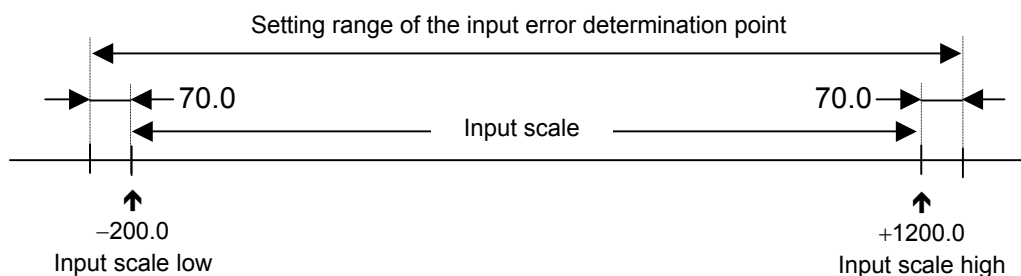 Setting range of the input error determination point
70.0
70.0
Input scale
−200.0
+1200.0
Input scale low
Input scale high